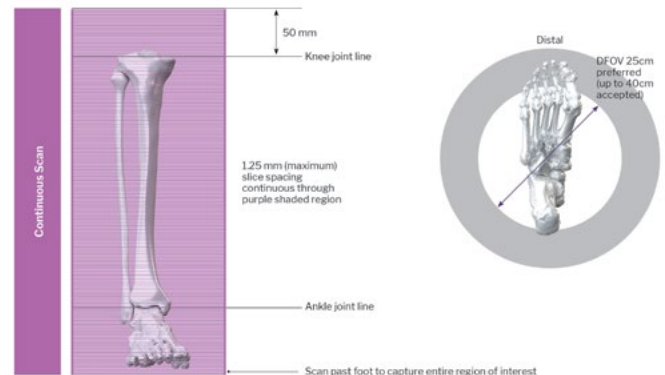 Continuous Scan
50 mm
Knee joint line
1.25 mm (maximum)
slice spacing
continuous through
purple shaded region
Ankle joint line
Scan past foot to capture entire region of interest
Distal
DFOV 25cm
preferred
(up to 40cm
accepted)